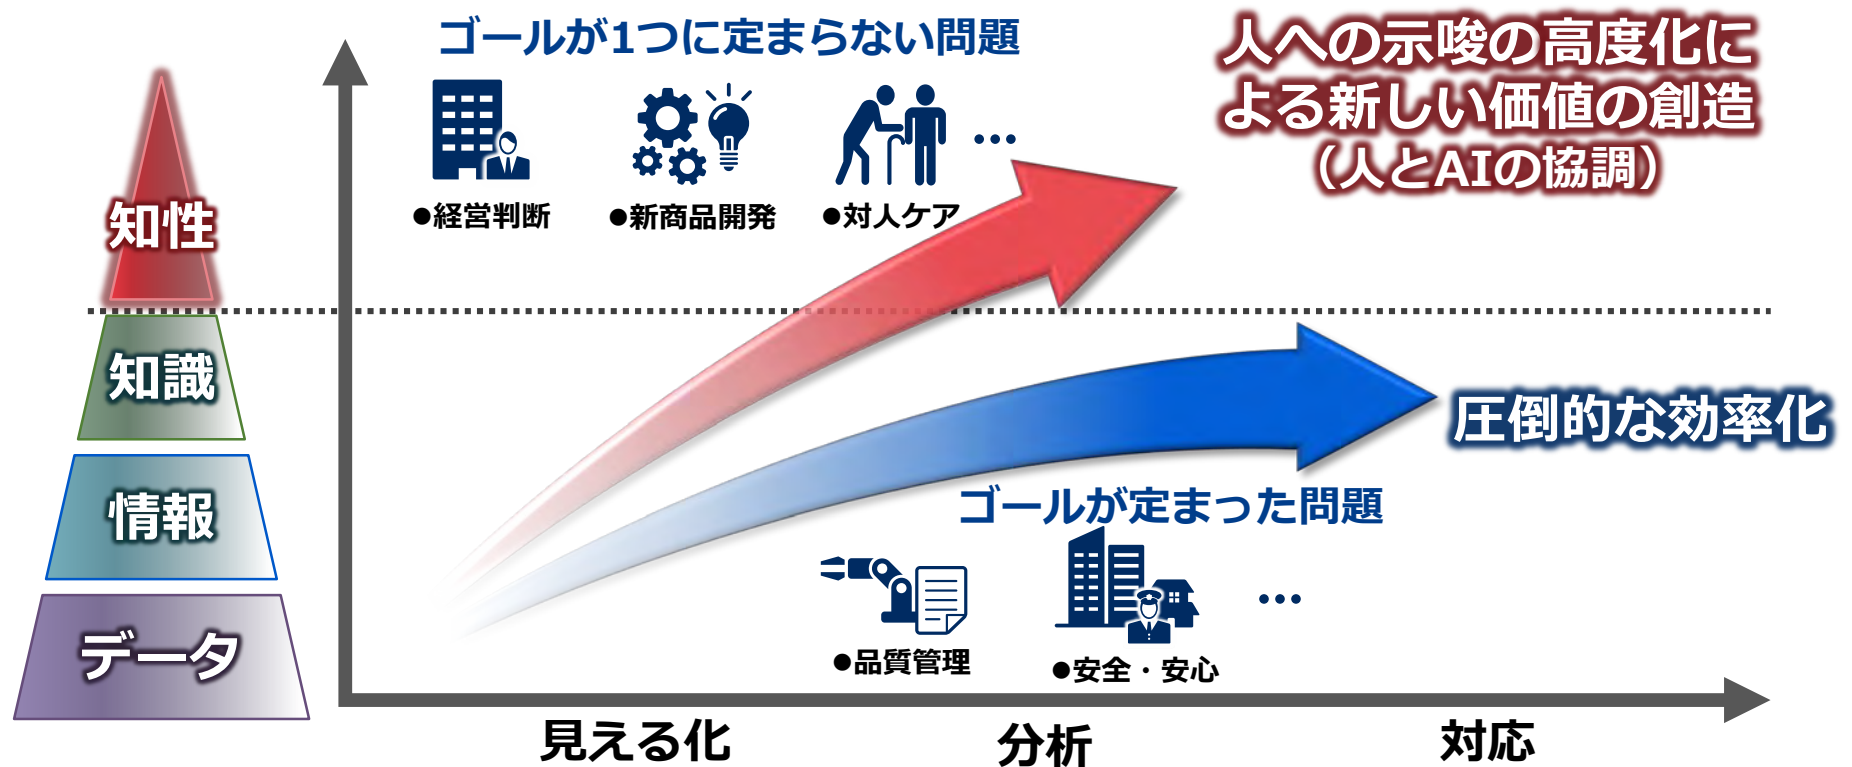 ゴールが1つに定まらない問題
●経営判断
●新商品開発
●対人ケア
…
人への示唆の高度化に
よる新しい価値の創造
（人とAIの協調）
知性
知識
情報
データ
圧倒的な効率化
ゴールが定まった問題
●品質管理
●安全・安心
…
見える化
分析
対応